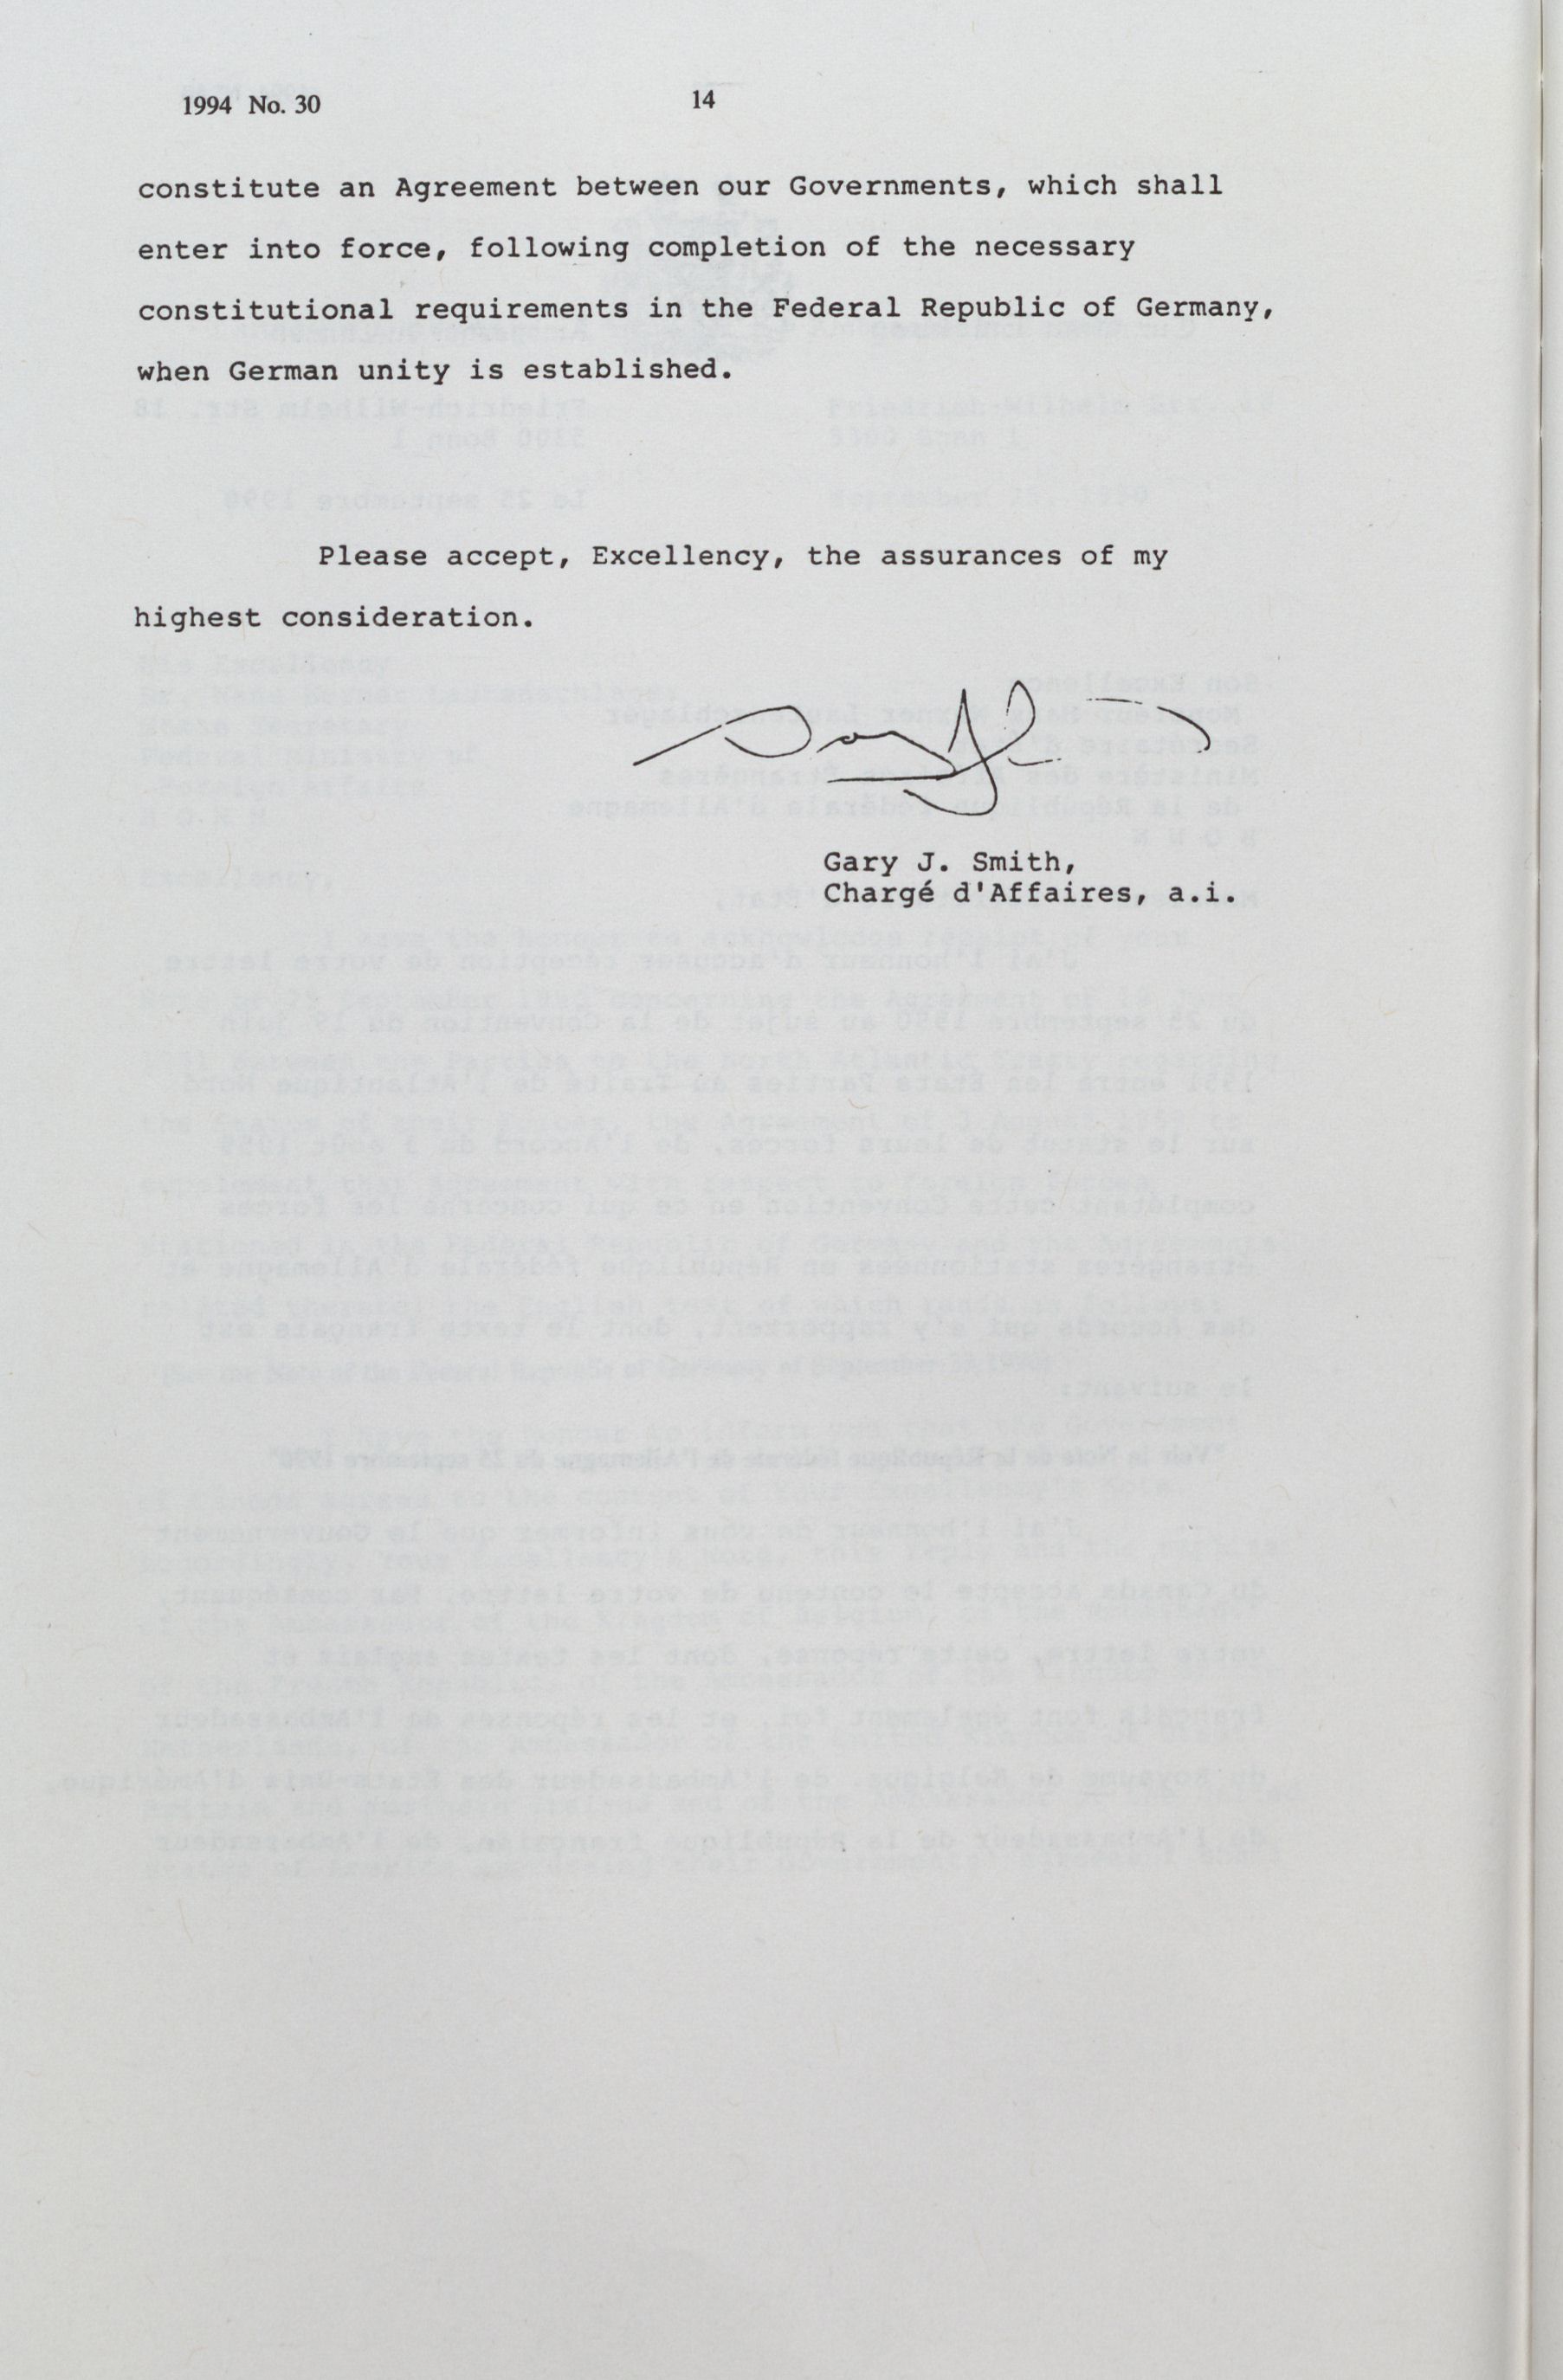 1994 No. 30
14
constitute an Agreement between our Governments, which shall
enter into force, following completion of the necessary
constitutional requirements in the Federal Republic of Germany,
when German unity is established.
Please accept, Excellency, the assurances of my
highest consideration.
Gary J. Smith,
Chargé d'Affaires, a.i.